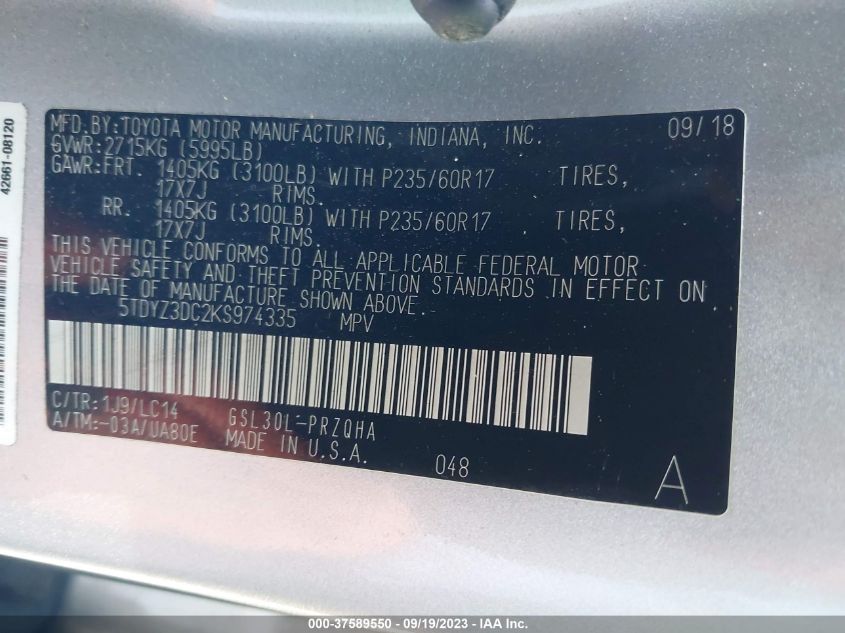 42661-08120
MFD.BY:TOYOTA MOTOR MANUFACTURING, INDIANA, INC. 09/18
GVWR:2715KG (5995LB)
GAWR:FRT. 1405KG (3100LB) WITH P235/60R17 TIRES,
17X7J RIMS.
RR. 1405KG (3100LB) WITH P235/60R17 TIRES,
17X7J RIMS.
THIS VEHICLE CONFORMS TO ALL APPLICABLE FEDERAL MOTOR
VEHICLE SAFETY AND THEFT PREVENTION STANDARDS IN EFFECT ON
THE DATE OF MANUFACTURE SHOWN ABOVE.
5TDYZ3DC2KS974335 MPV
C/TR:1J9/LC14 GSL30L-PRZQHA
A/TM:-03A/UA80E MADE IN U.S.A. 048 A
000-37589550 - 09/19/2023 - IAA Inc.